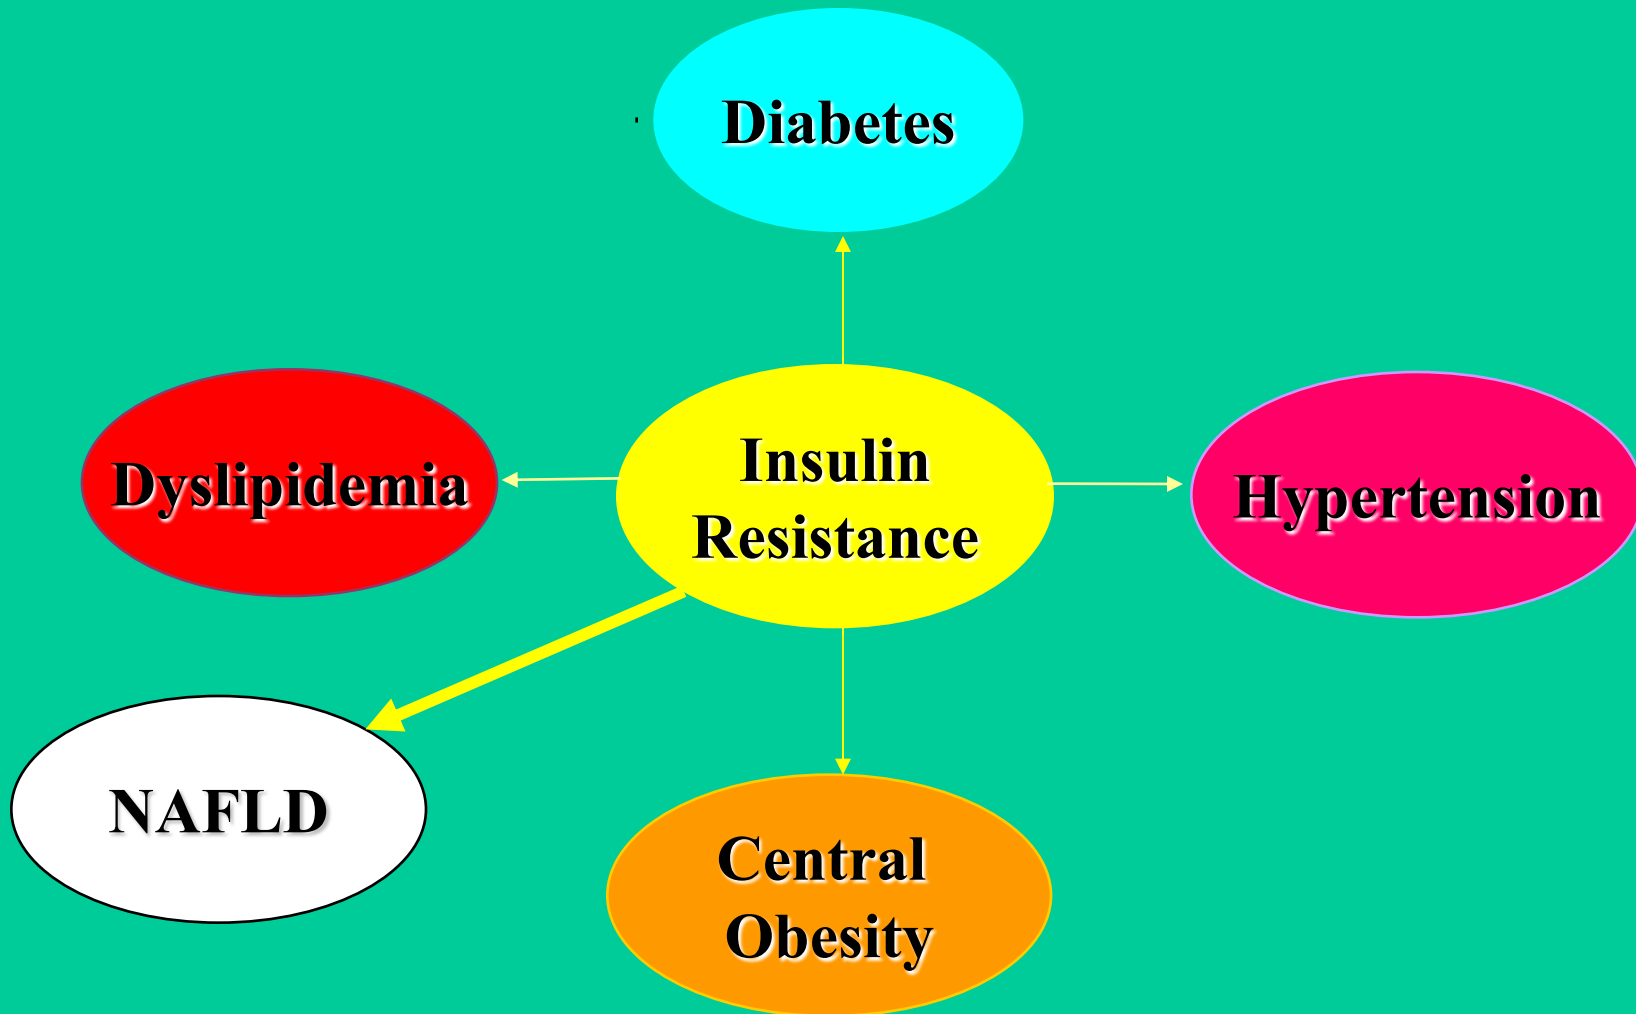 Diabetes
Dyslipidemia
Insulin
Resistance
Hypertension
NAFLD
Central
Obesity